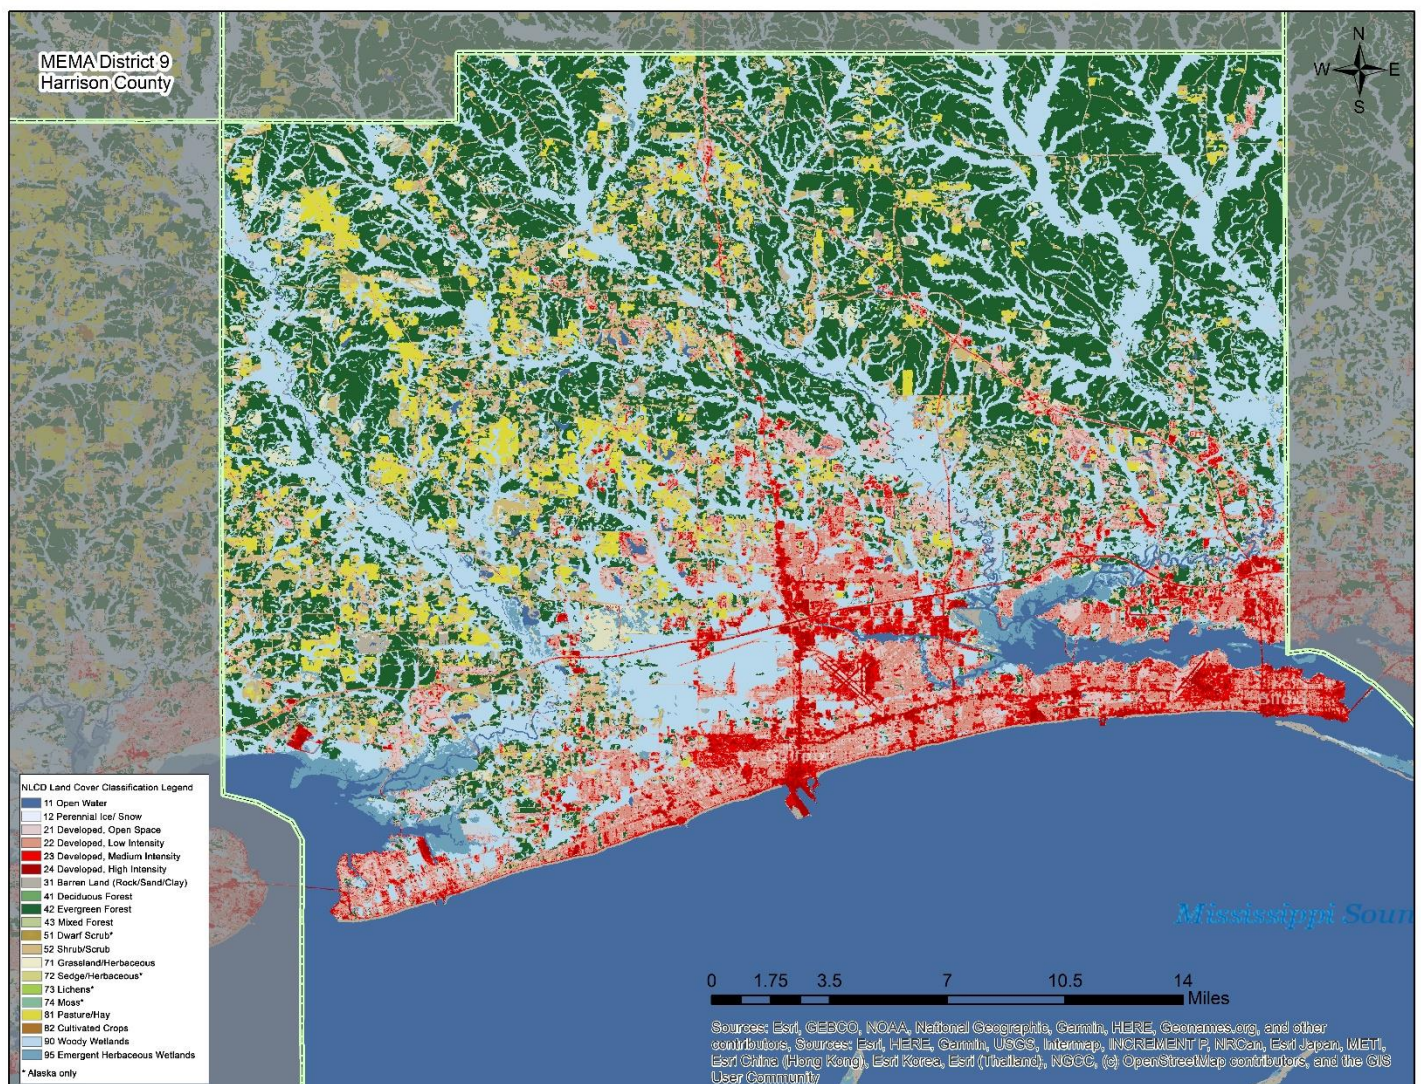 MEMA District 9
Harrison County
N
W
E
S
NLCD Land Cover Classification Legend
11 Open Water
12 Perennial Ice/ Snow
21 Developed, Open Space
22 Developed, Low Intensity
23 Developed, Medium Intensity
24 Developed, High Intensity
31 Barren Land (Rock/Sand/Clay)
41 Deciduous Forest
42 Evergreen Forest
43 Mixed Forest
51 Dwarf Scrub*
52 Shrub/Scrub
71 Grassland/Herbaceous
72 Sedge/Herbaceous*
73 Lichens*
74 Moss*
81 Pasture/Hay
82 Cultivated Crops
90 Woody Wetlands
95 Emergent Herbaceous Wetlands
* Alaska only
Gulfport
Biloxi
Mississippi Soun
0 1.75 3.5 7 10.5 14
Miles
Sources: Esri, GEBCO, NOAA, National Geographic, Garmin, HERE, Geonames.org, and other
contributors, Sources: Esri, HERE, Garmin, USGS, Intermap, INCREMENT P, NRCan, Esri Japan, METI,
Esri China (Hong Kong), Esri Korea, Esri (Thailand), NGCC, (c) OpenStreetMap contributors, and the GIS
User Community